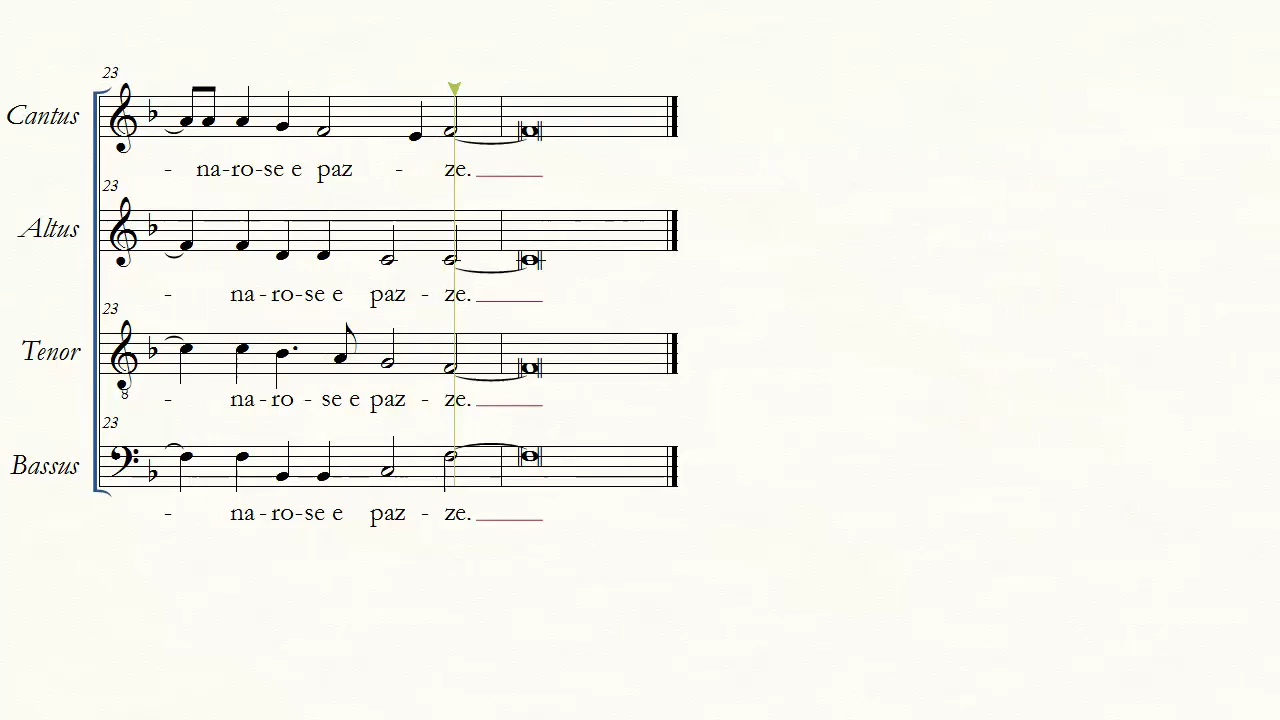 23
Cantus
- na-ro-se e paz - ze.
23
Altus
- na-ro-se e paz - ze.
23
Tenor
8
- na-ro - se e paz - ze.
23
Bassus
- na-ro-se e paz - ze.